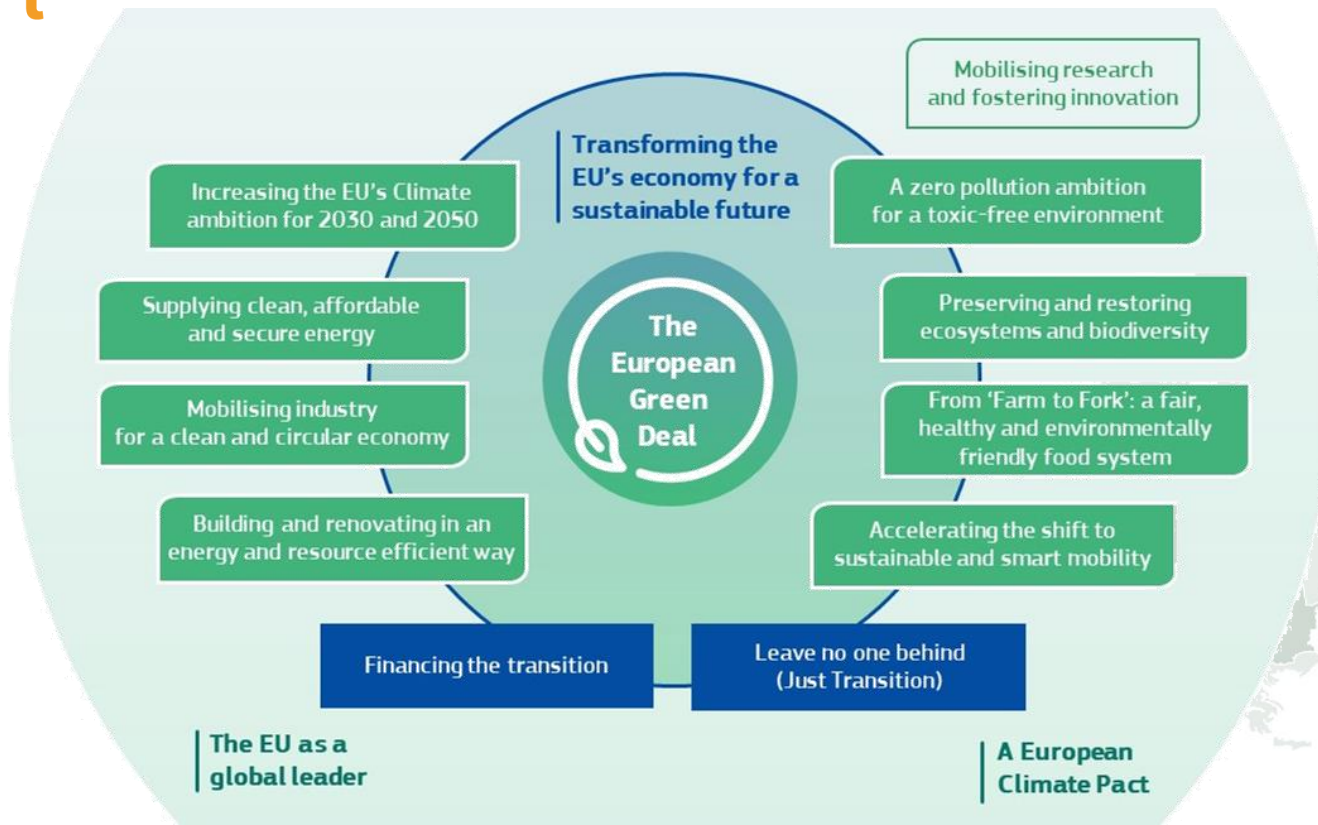 t
Mobilising research
and fostering innovation
Transforming the
EU's economy for a
sustainable future
Increasing the EU's Climate
ambition for 2030 and 2050
A zero pollution ambition
for a toxic-free environment
Supplying clean, affordable
and secure energy
The
European
Green
Deal
Preserving and restoring
ecosystems and biodiversity
Mobilising industry
for a clean and circular economy
From ‘Farm to Fork’: a fair,
healthy and environmentally
friendly food system
Building and renovating in an
energy and resource efficient way
Accelerating the shift to
sustainable and smart mobility
Financing the transition
Leave no one behind
(Just Transition)
The EU as a
global leader
A European
Climate Pact